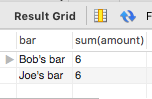 Result Grid
bar sum(amount)
Bob's bar 6
Joe's bar 6